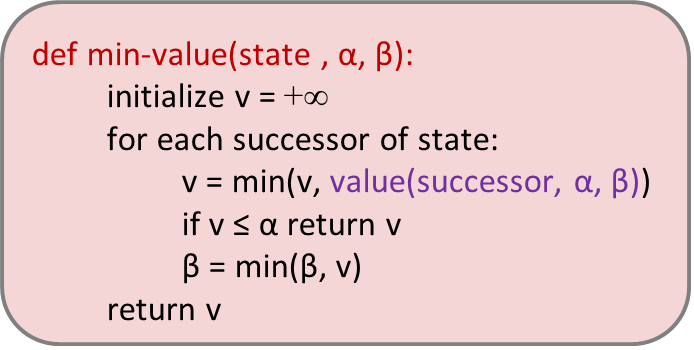 def min-value(state , α, β):
initialize v = +∞
for each successor of state:
v = min(v, value(successor, α, β))
if v ≤ α return v
β = min(β, v)
return v